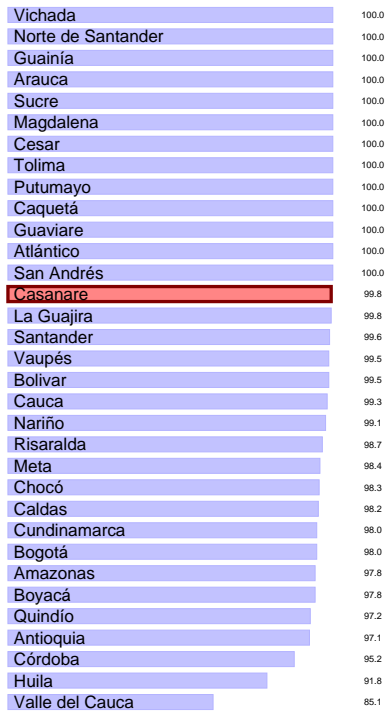 Vichada 100.0
Norte de Santander 100.0
Guainía 100.0
Arauca 100.0
Sucre 100.0
Magdalena 100.0
Cesar 100.0
Tolima 100.0
Putumayo 100.0
Caquetá 100.0
Guaviare 100.0
Atlántico 100.0
San Andrés 100.0
Casanare 99.8
La Guajira 99.8
Santander 99.6
Vaupés 99.5
Bolivar 99.5
Cauca 99.3
Nariño 99.1
Risaralda 98.7
Meta 98.4
Chocó 98.3
Caldas 98.2
Cundinamarca 98.0
Bogotá 98.0
Amazonas 97.8
Boyacá 97.8
Quindío 97.2
Antioquia 97.1
Córdoba 95.2
Huila 91.8
Valle del Cauca 85.1